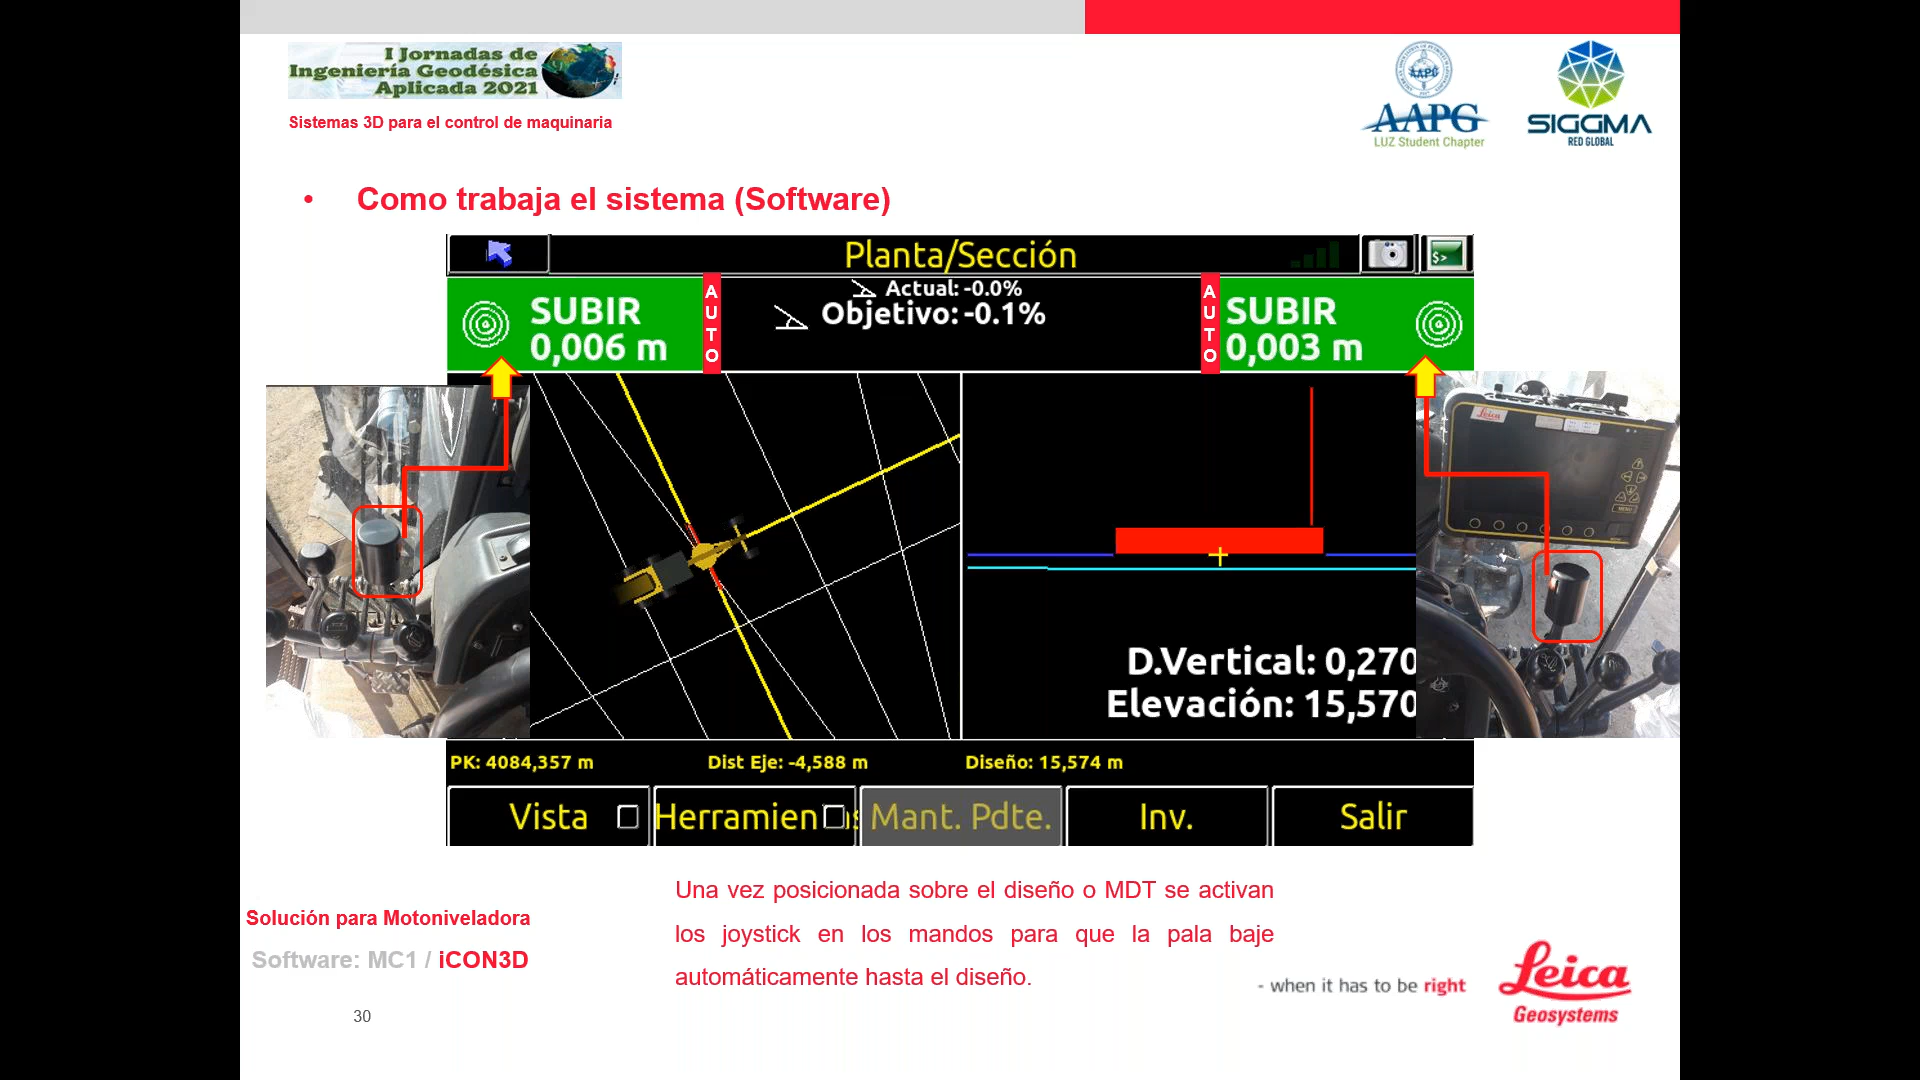 I Jornadas de
Ingeniería Geodésica
Aplicada 2021
Sistemas 3D para el control de maquinaria
AAPG
AAPG
LUZ Student Chapter
SIGGMA
RED GLOBAL
• Como trabaja el sistema (Software)
Planta/Sección
$>
SUBIR
0,006 m
AUTO
Actual: -0.0%
Objetivo: -0.1%
AUTO
SUBIR
0,003 m
Leica
MENU
D.Vertical: 0,270
Elevación: 15,570
PK: 4084,357 m
Dist Eje: -4,588 m
Diseño: 15,574 m
Vista
Herramien
Mant. Pdte.
Inv.
Salir
Una vez posicionada sobre el diseño o MDT se activan
los joystick en los mandos para que la pala baje
automáticamente hasta el diseño.
Solución para Motoniveladora
Software: MC1 / iCON3D
30
- when it has to be right
Leica
Geosystems